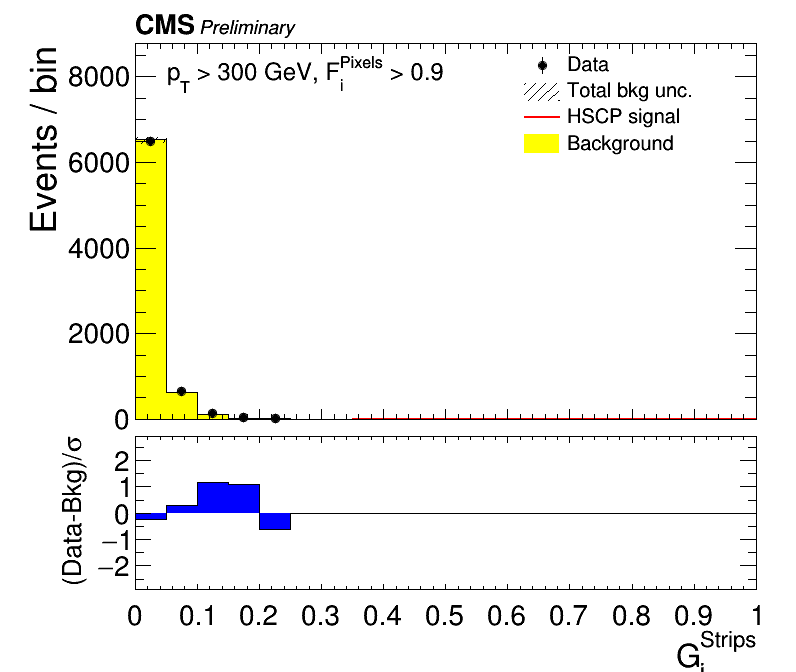 CMS Preliminary
Events / bin
8000
6000
4000
2000
0
p_T > 300 GeV, F_i^Pixels > 0.9
Data
Total bkg unc.
HSCP signal
Background
(Data-Bkg)/σ
2
1
0
−1
−2
0 0.1 0.2 0.3 0.4 0.5 0.6 0.7 0.8 0.9 1
G_i^Strips